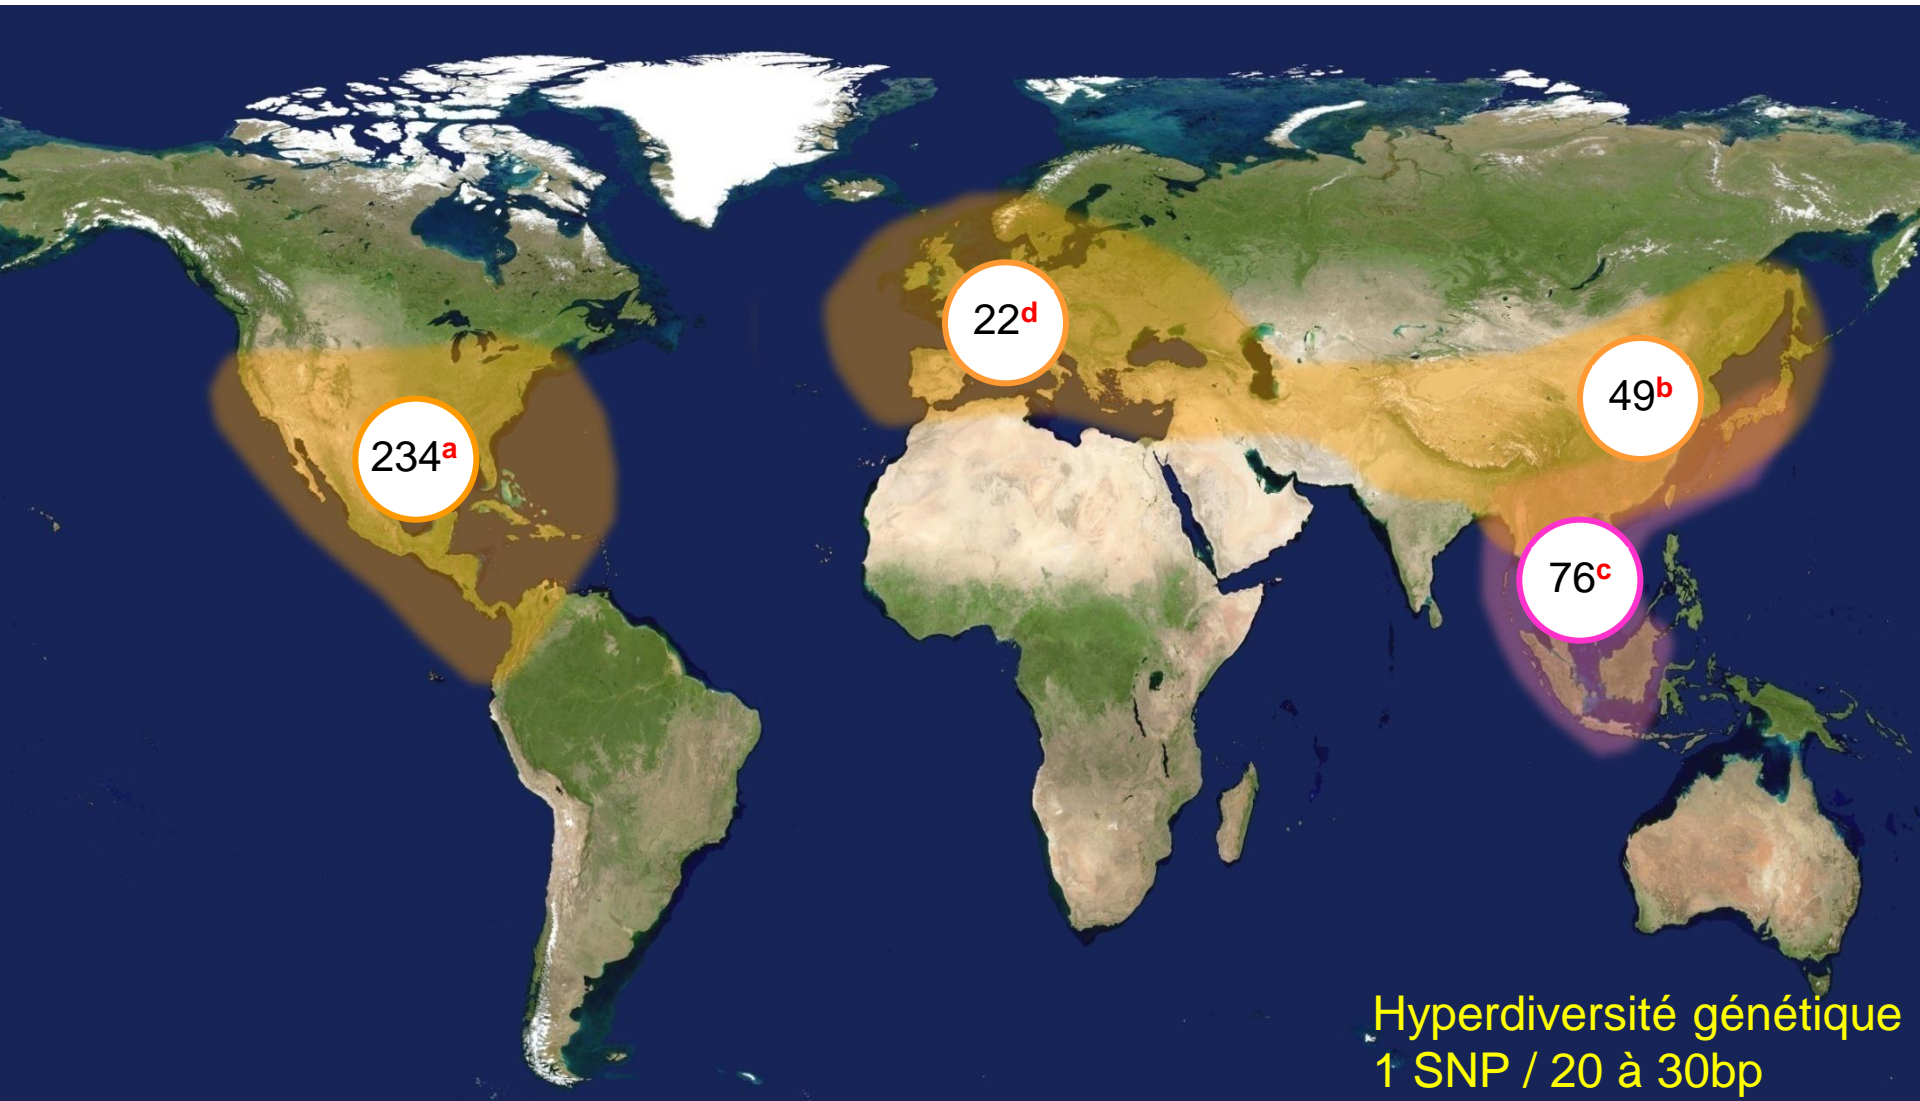 22d
49b
234a
76c
Hyperdiversité génétique
1 SNP / 20 à 30bp